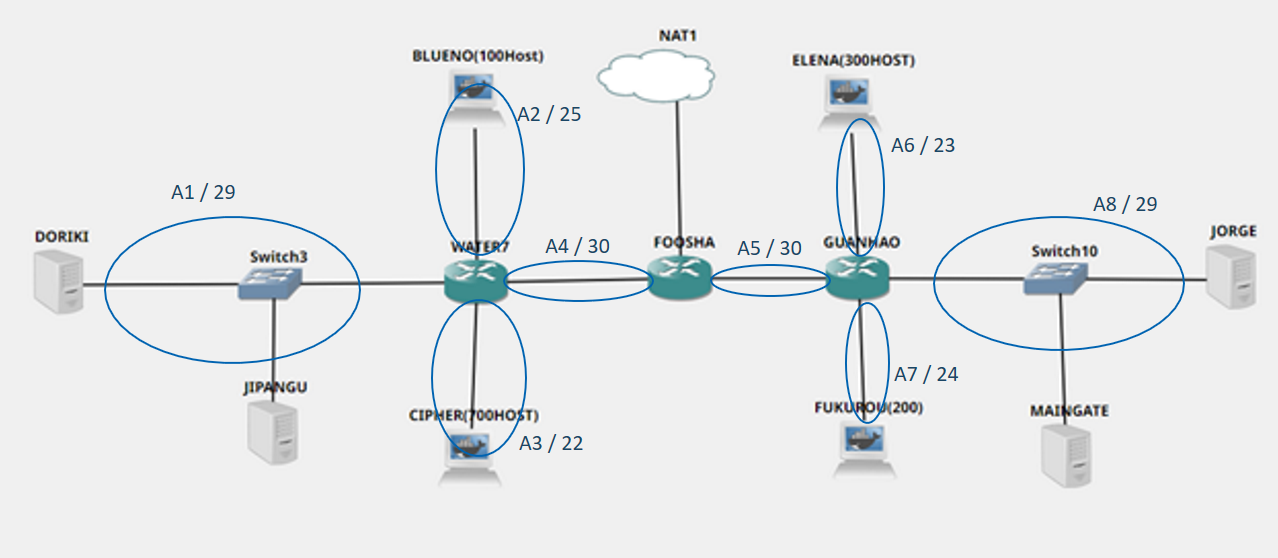 NAT1
BLUENO(100Host)
ELENA(300HOST)
A2 / 25
A6 / 23
A1 / 29
A8 / 29
DORIKI
Switch3
WATER7
A4 / 30
FOOSHA
A5 / 30
GUANHAO
Switch10
JORGE
JIPANGU
CIPHER(700HOST)
A3 / 22
A7 / 24
FUKUROU(200)
MAINGATE